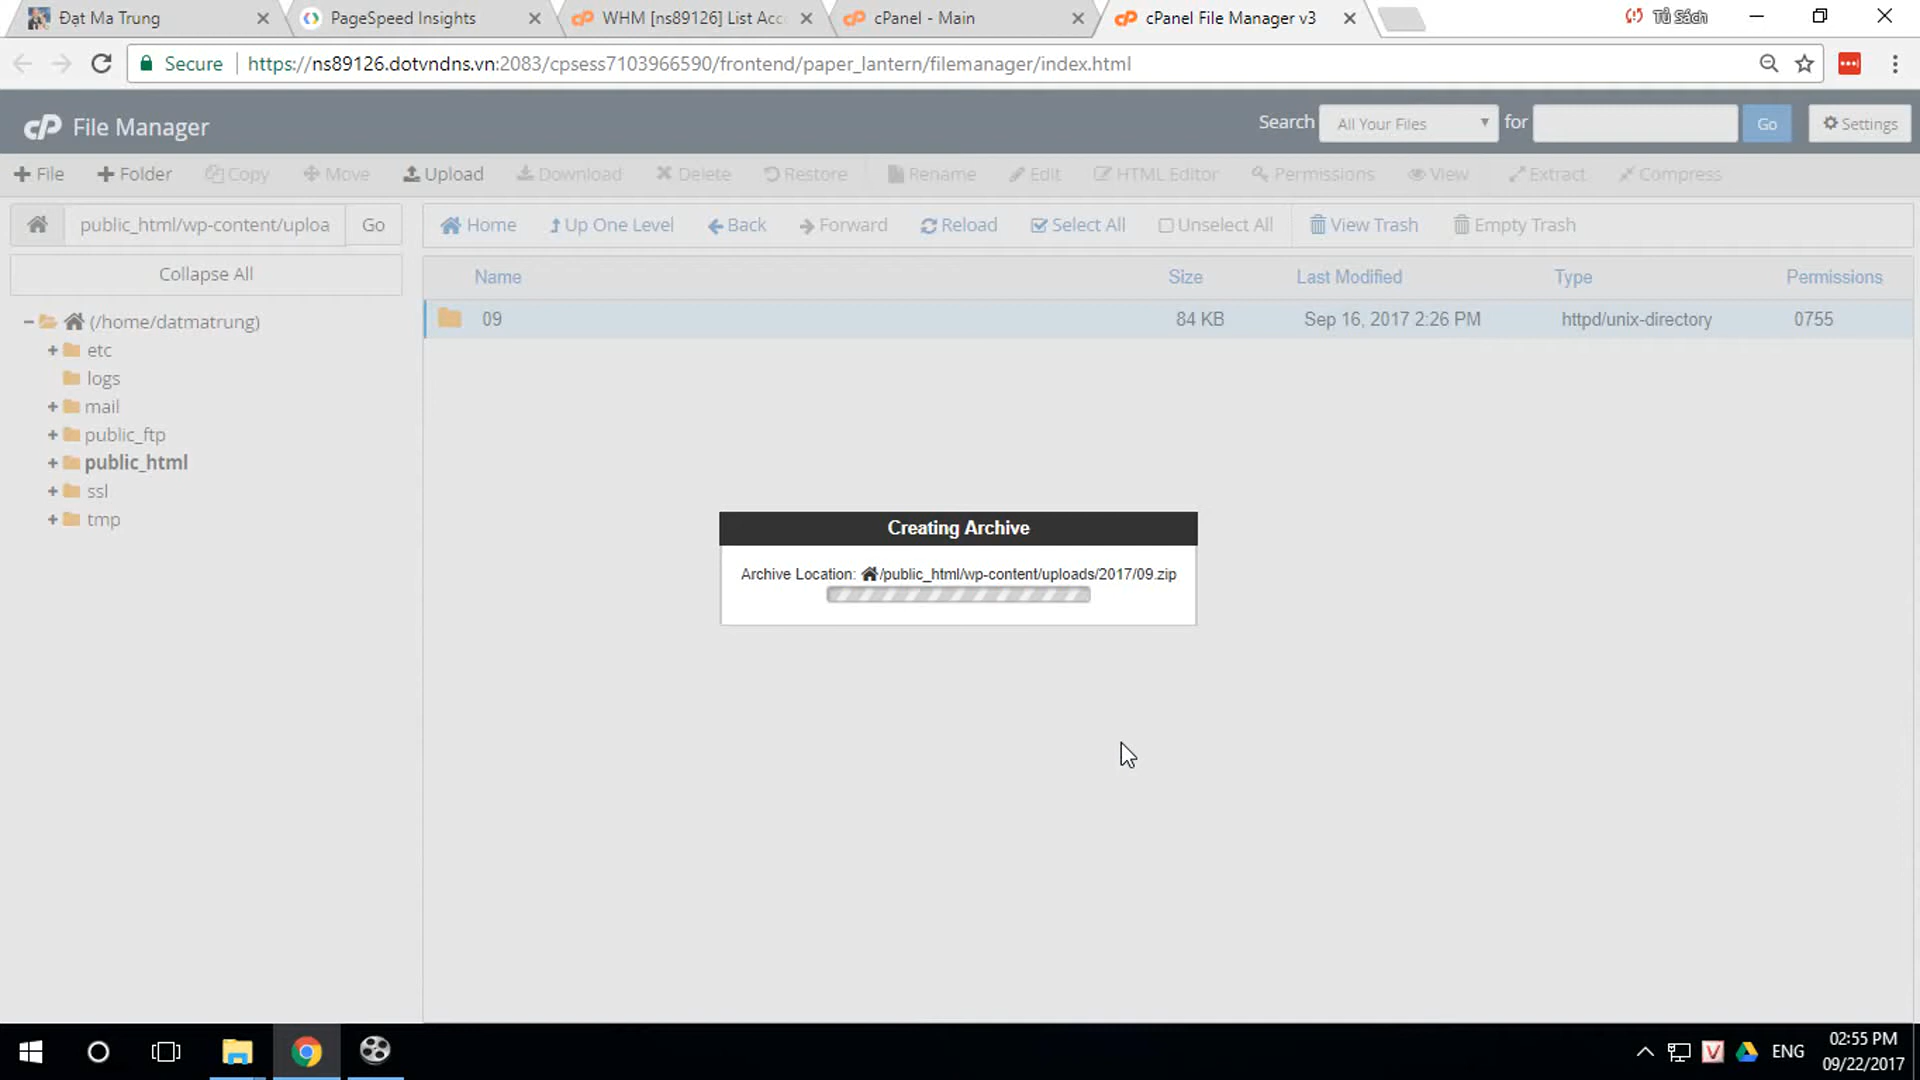 Đạt Ma Trung
PageSpeed Insights
WHM [ns89126] List Acc
cPanel - Main
cPanel File Manager v3
Tủ Sách
Secure
https://ns89126.dotvndns.vn:2083/cpsess7103966590/frontend/paper_lantern/filemanager/index.html
cP File Manager
Search All Your Files for Go Settings
File Folder Copy Move Upload Download Delete Restore Rename Edit HTML Editor Permissions View Extract Compress
public_html/wp-content/uploa Go
Home Up One Level Back Forward Reload Select All Unselect All View Trash Empty Trash
Collapse All
Name Size Last Modified Type Permissions
09 84 KB Sep 16, 2017 2:26 PM httpd/unix-directory 0755
(/home/datmatrung)
etc
logs
mail
public_ftp
public_html
ssl
tmp
Creating Archive
Archive Location: /public_html/wp-content/uploads/2017/09.zip
ENG
02:55 PM
09/22/2017